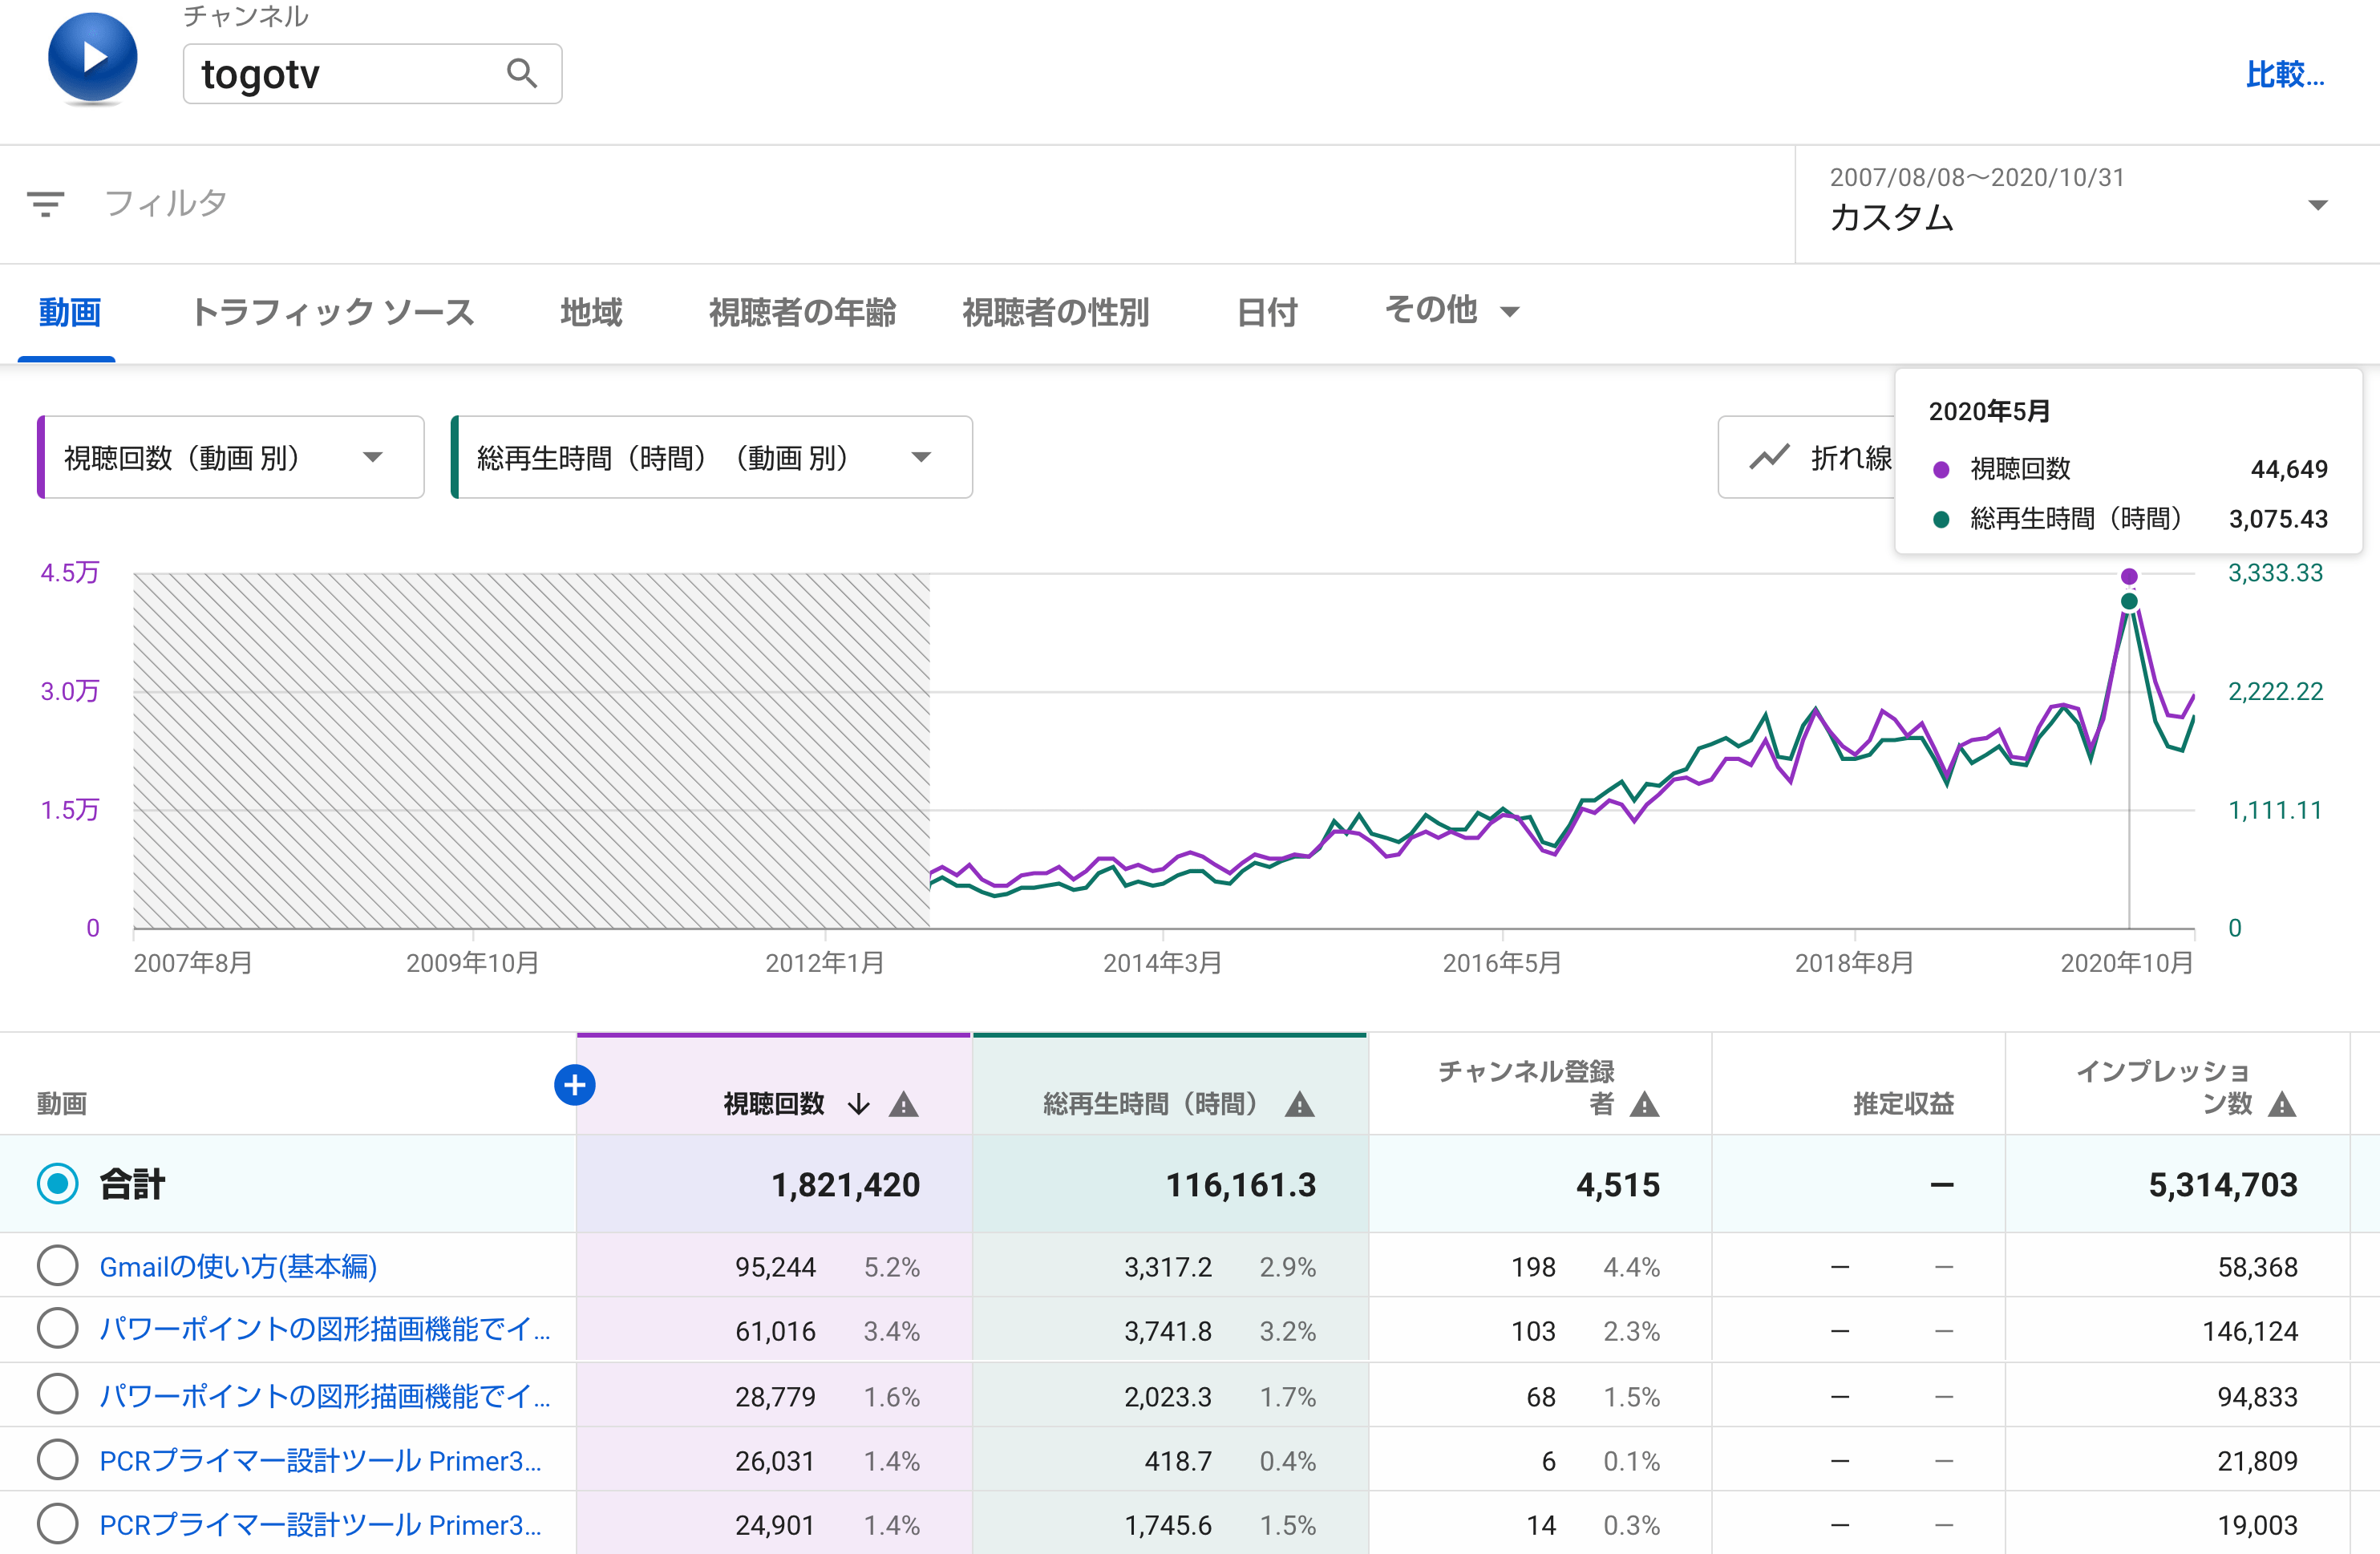 チャンネル
togotv
比較...
フィルタ
2007/08/08～2020/10/31
カスタム
動画 トラフィック ソース 地域 視聴者の年齢 視聴者の性別 日付 その他
視聴回数（動画 別） 総再生時間（時間）（動画 別） 折れ線
2020年5月
視聴回数 44,649
総再生時間（時間） 3,075.43
4.5万 3,333.33
3.0万 2,222.22
1.5万 1,111.11
0 0
2007年8月 2009年10月 2012年1月 2014年3月 2016年5月 2018年8月 2020年10月
動画 視聴回数 総再生時間（時間） チャンネル登録者 推定収益 インプレッション数
合計 1,821,420 116,161.3 4,515 – 5,314,703
Gmailの使い方(基本編) 95,244 5.2% 3,317.2 2.9% 198 4.4% – – 58,368
パワーポイントの図形描画機能でイ... 61,016 3.4% 3,741.8 3.2% 103 2.3% – – 146,124
パワーポイントの図形描画機能でイ... 28,779 1.6% 2,023.3 1.7% 68 1.5% – – 94,833
PCRプライマー設計ツール Primer3... 26,031 1.4% 418.7 0.4% 6 0.1% – – 21,809
PCRプライマー設計ツール Primer3... 24,901 1.4% 1,745.6 1.5% 14 0.3% – – 19,003